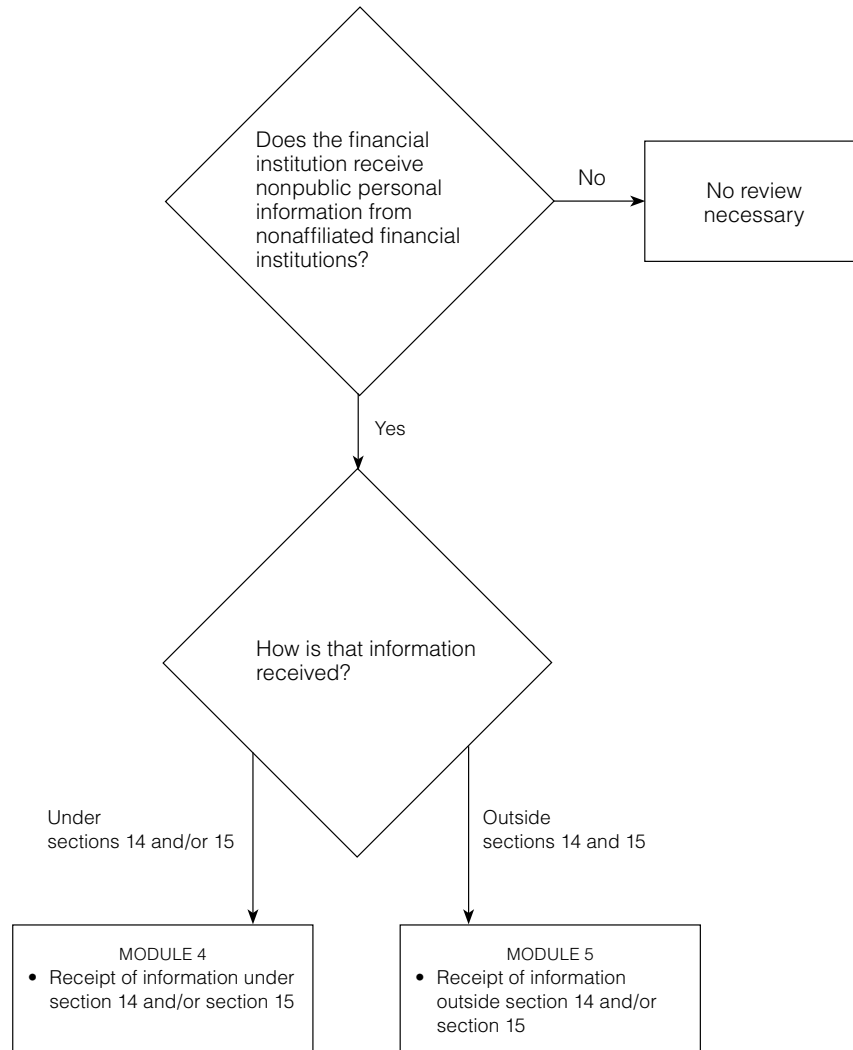 Does the financial
institution receive
nonpublic personal
information from
nonaffiliated financial
institutions?
No
No review
necessary
Yes
How is that information
received?
Under
sections 14 and/or 15
Outside
sections 14 and 15
MODULE 4
• Receipt of information under
section 14 and/or section 15
MODULE 5
• Receipt of information
outside section 14 and/or
section 15